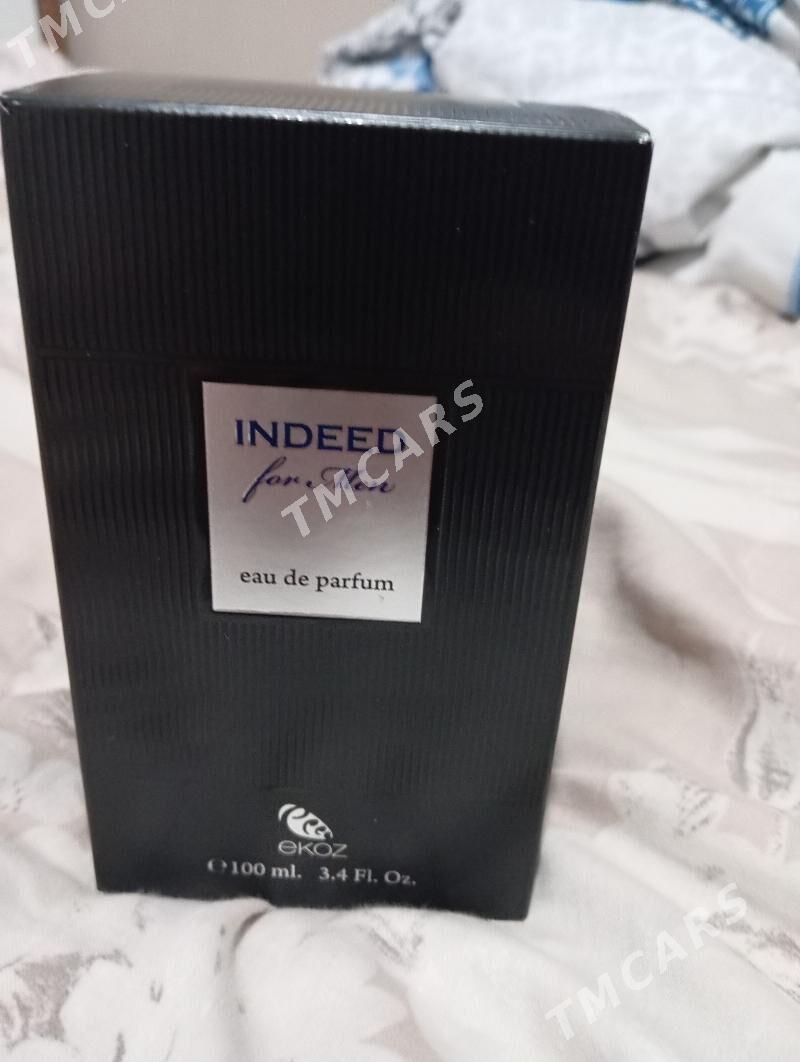 TMCARS
INDEED
for Men
TMCARS
eau de parfum
ekoz
℮100 ml. 3.4 Fl. Oz.
TMCARS